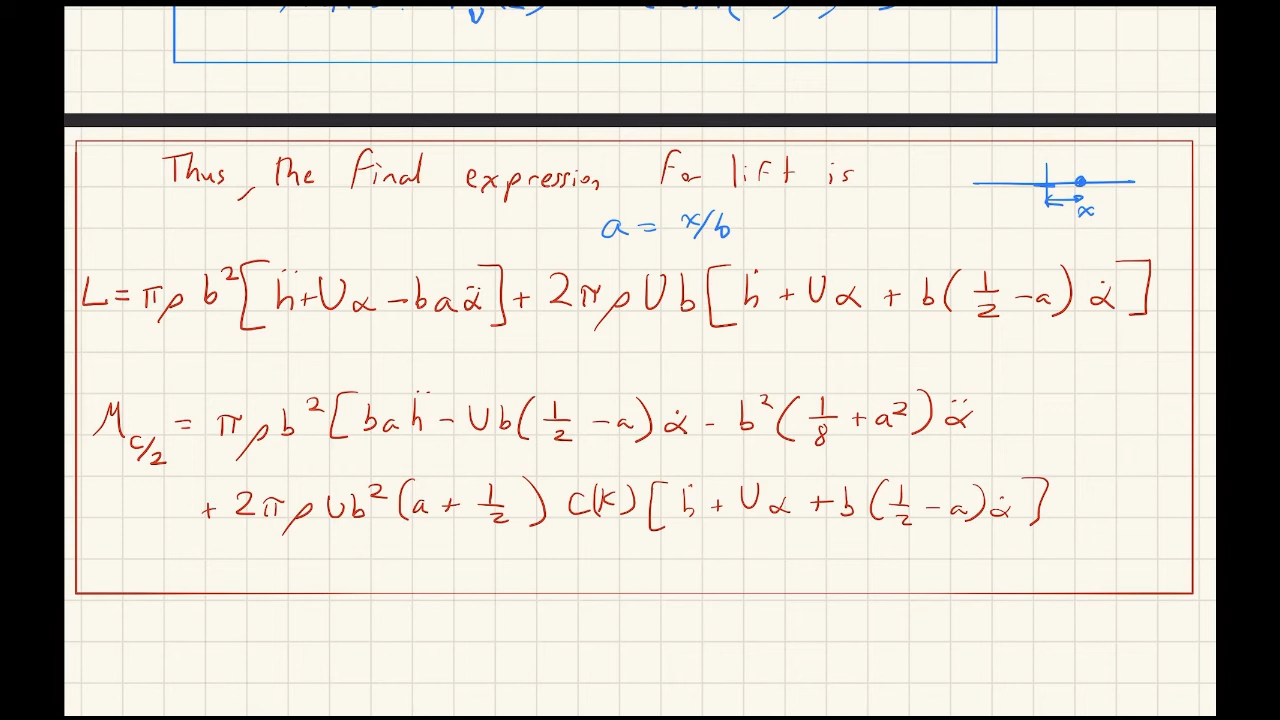 Thus, the final expression for lift is
x
a = x/b
L = πρb²[ḧ + Uα - baα̈] + 2πρUb[ḣ + Uα + b(1/2 - a)α̇]
M_c/2 = πρb²[baḧ - Ub(1/2 - a)α̇ - b²(1/8 + a²)α̈
+ 2πρUb²(a + 1/2) C(k)[ḣ + Uα + b(1/2 - a)α̇]